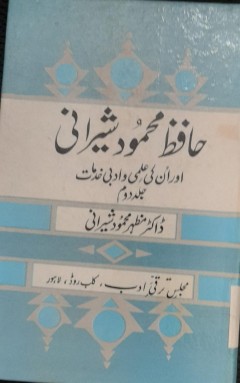 حافظ محمود شیرانی
اور اُن کی علمی و ادبی خدمات
جلد دوم
ڈاکٹر مظہر محمود شیرانی
مجلس ترقیٔ ادب، کلب روڈ، لاہور